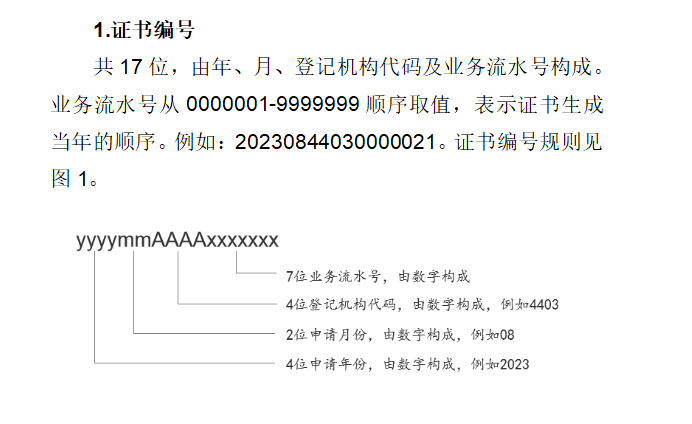 1.证书编号
共 17 位，由年、月、登记机构代码及业务流水号构成。
业务流水号从 0000001-9999999 顺序取值，表示证书生成
当年的顺序。例如：20230844030000021。证书编号规则见
图 1。
yyyymmAAAAxxxxxxx
7位业务流水号，由数字构成
4位登记机构代码，由数字构成，例如4403
2位申请月份，由数字构成，例如08
4位申请年份，由数字构成，例如2023